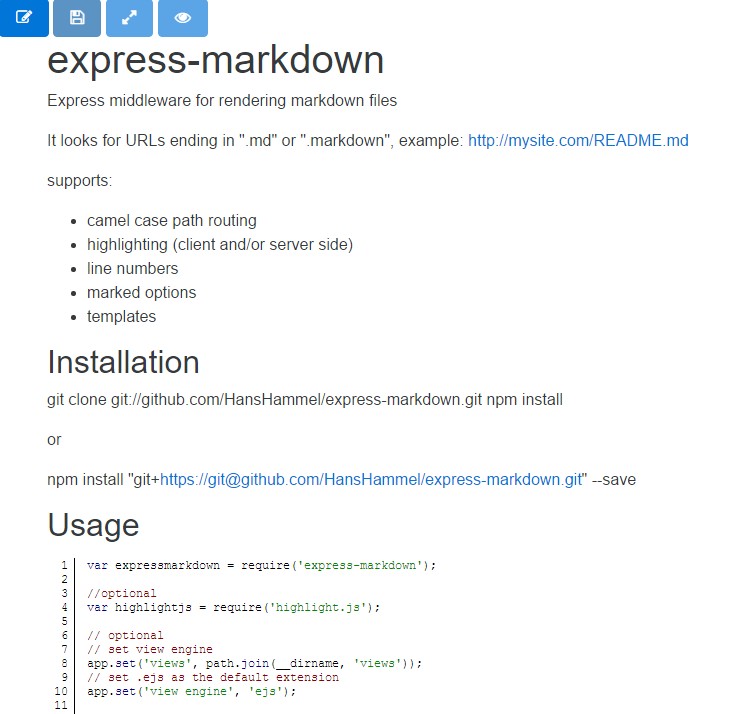 express-markdown
Express middleware for rendering markdown files
It looks for URLs ending in ".md" or ".markdown", example: http://mysite.com/README.md
supports:
• camel case path routing
• highlighting (client and/or server side)
• line numbers
• marked options
• templates
Installation
git clone git://github.com/HansHammel/express-markdown.git npm install
or
npm install "git+https://git@github.com/HansHammel/express-markdown.git" --save
Usage
1 var expressmarkdown = require('express-markdown');
2
3 //optional
4 var highlightjs = require('highlight.js');
5
6 // optional
7 // set view engine
8 app.set('views', path.join(__dirname, 'views'));
9 // set .ejs as the default extension
10 app.set('view engine', 'ejs');
11